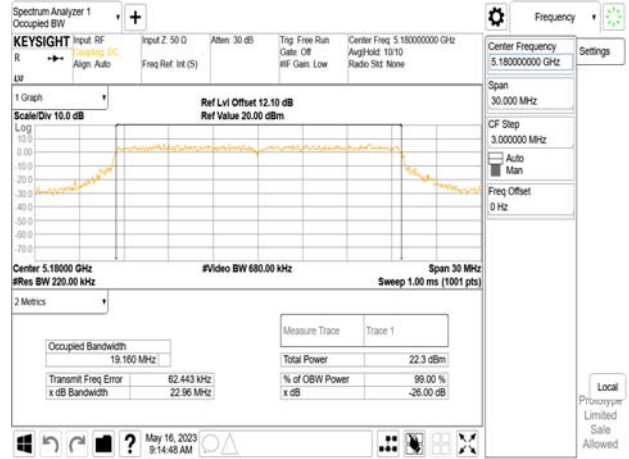 Spectrum Analyzer 1
Occupied BW
Frequency
KEYSIGHT
Input: RF
Coupling: DC
Align: Auto
Input Z: 50 Ω
Freq Ref: Int (S)
Atten: 30 dB
Trig: Free Run
Gate: Off
#IF Gain: Low
Center Freq: 5.180000000 GHz
Avg|Hold: 10/10
Radio Std: None
R
Center Frequency
5.180000000 GHz
Settings
Span
30.000 MHz
CF Step
3.000000 MHz
Auto
Man
Freq Offset
0 Hz
1 Graph
Scale/Div 10.0 dB
Ref Lvl Offset 12.10 dB
Ref Value 20.00 dBm
Log
10.0
0.00
-10.0
-20.0
-30.0
-40.0
-50.0
-60.0
-70.0
Center 5.18000 GHz
#Video BW 680.00 kHz
Span 30 MHz
#Res BW 220.00 kHz
Sweep 1.00 ms (1001 pts)
2 Metrics
Measure Trace Trace 1
Occupied Bandwidth
19.160 MHz
Total Power 22.3 dBm
Transmit Freq Error 62.443 kHz
% of OBW Power 99.00 %
x dB Bandwidth 22.96 MHz
x dB -26.00 dB
Local
Prototype
Limited
Sale
Allowed
?
May 16, 2023
9:14:48 AM